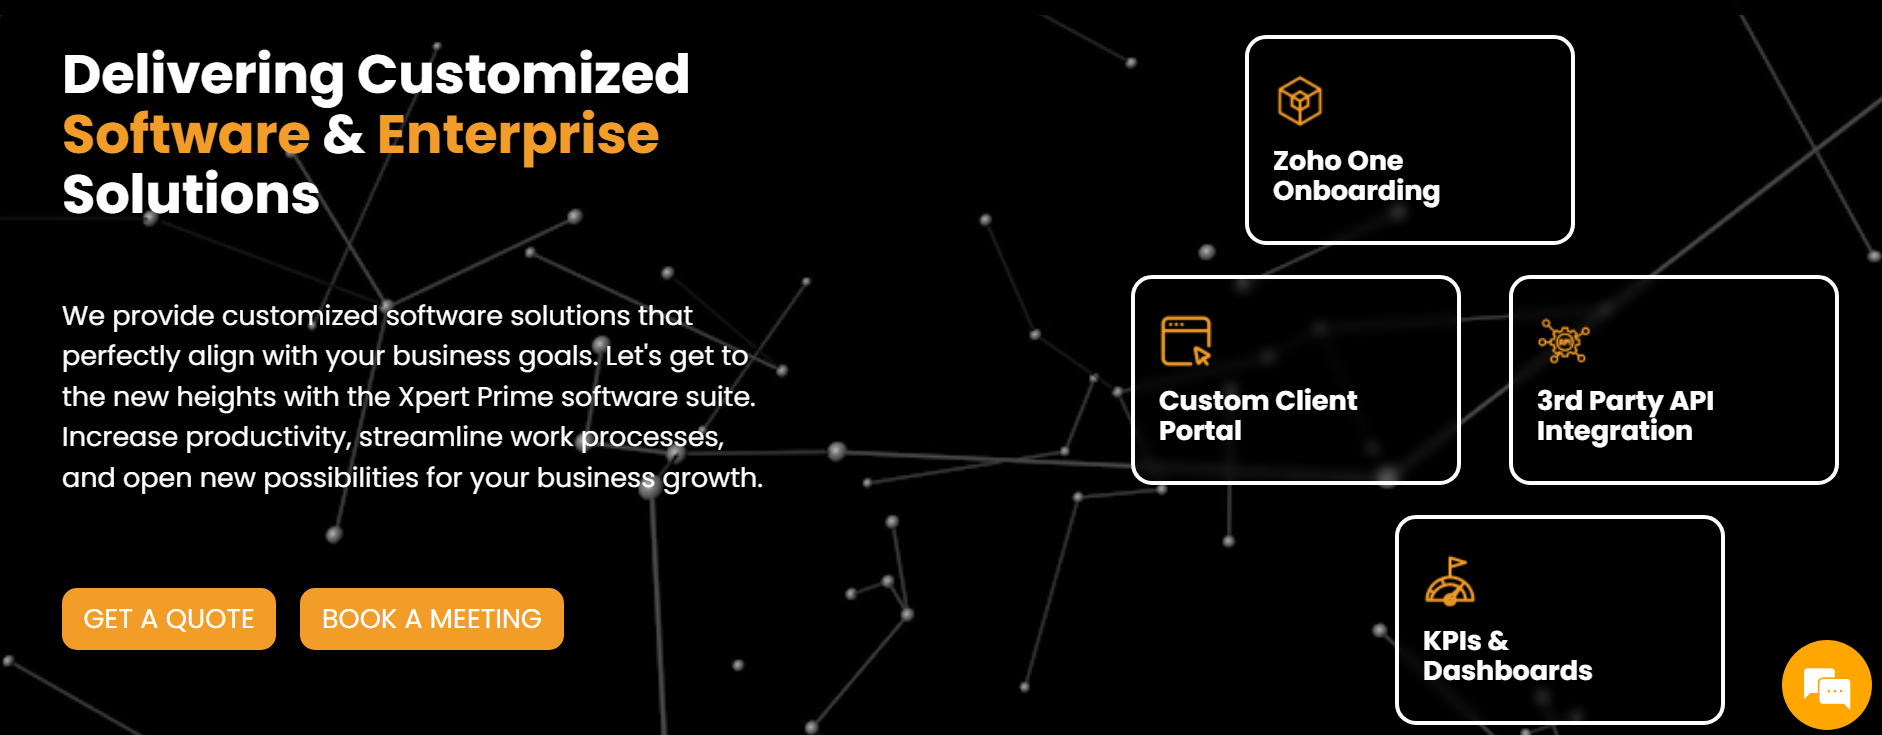 Delivering Customized
Software & Enterprise
Solutions
We provide customized software solutions that
perfectly align with your business goals. Let's get to
the new heights with the Xpert Prime software suite.
Increase productivity, streamline work processes,
and open new possibilities for your business growth.
GET A QUOTE
BOOK A MEETING
Zoho One
Onboarding
Custom Client
Portal
API
3rd Party API
Integration
KPIs &
Dashboards